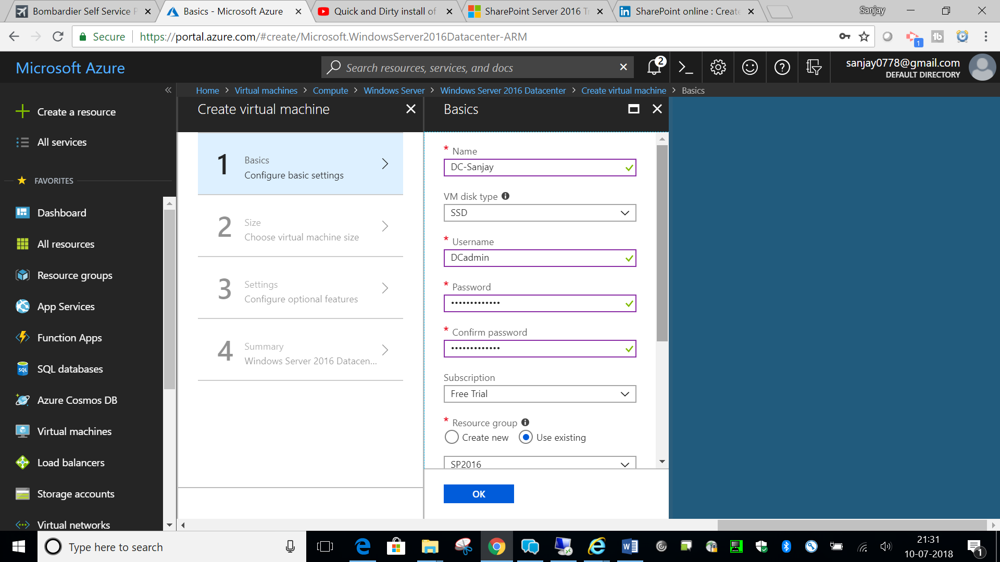 Bombardier Self Service P
Basics - Microsoft Azure
Quick and Dirty install of
SharePoint Server 2016 Tr
SharePoint online : Create
Sanjay
Secure
https://portal.azure.com/#create/Microsoft.WindowsServer2016Datacenter-ARM
1
Microsoft Azure
Search resources, services, and docs
2
sanjay0778@gmail.com
DEFAULT DIRECTORY
Home > Virtual machines > Compute > Windows Server > Windows Server 2016 Datacenter > Create virtual machine > Basics
Create a resource
All services
FAVORITES
Dashboard
All resources
Resource groups
App Services
Function Apps
SQL databases
Azure Cosmos DB
Virtual machines
Load balancers
Storage accounts
Virtual networks
Create virtual machine
1
Basics
Configure basic settings
2
Size
Choose virtual machine size
3
Settings
Configure optional features
4
Summary
Windows Server 2016 Datacen...
Basics
* Name
DC-Sanjay
VM disk type
SSD
* Username
DCadmin
* Password
•••••••••••••
* Confirm password
•••••••••••••
Subscription
Free Trial
* Resource group
Create new
Use existing
SP2016
OK
Type here to search
21:31
10-07-2018
1